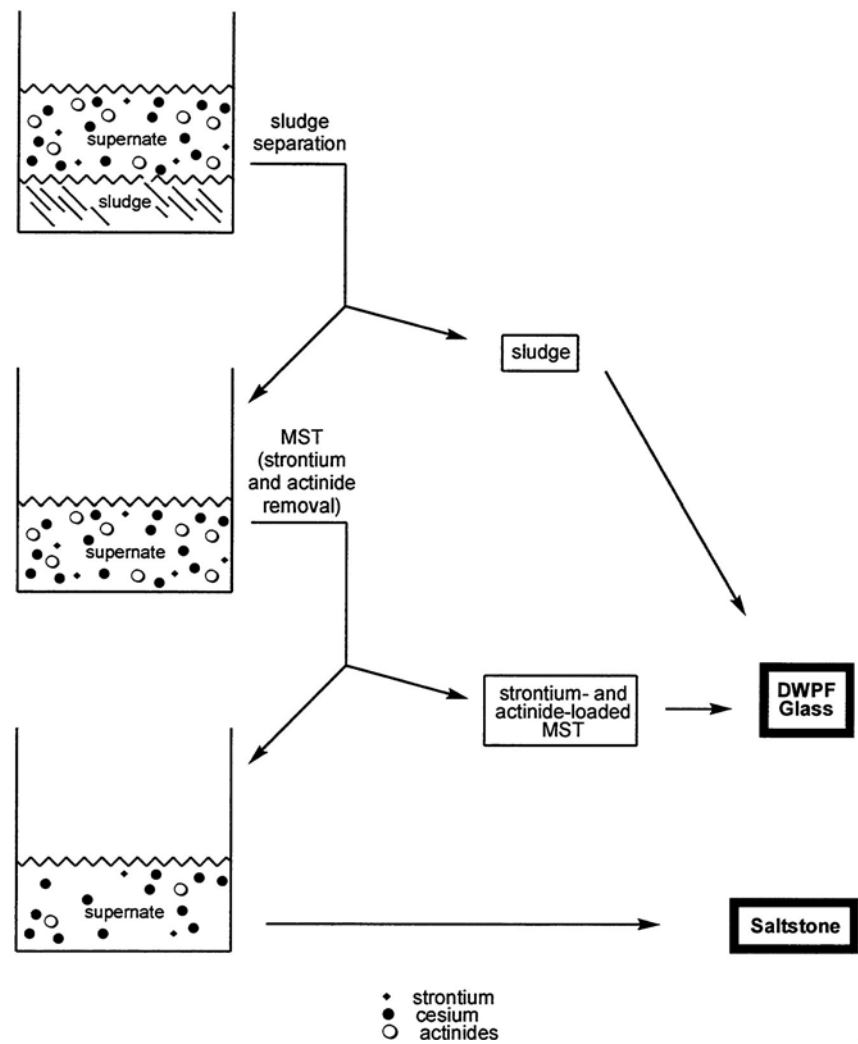 supernate
sludge
sludge
separation
sludge
MST
(strontium
and actinide
removal)
supernate
strontium- and
actinide-loaded
MST
DWPF
Glass
supernate
Saltstone
strontium
cesium
actinides